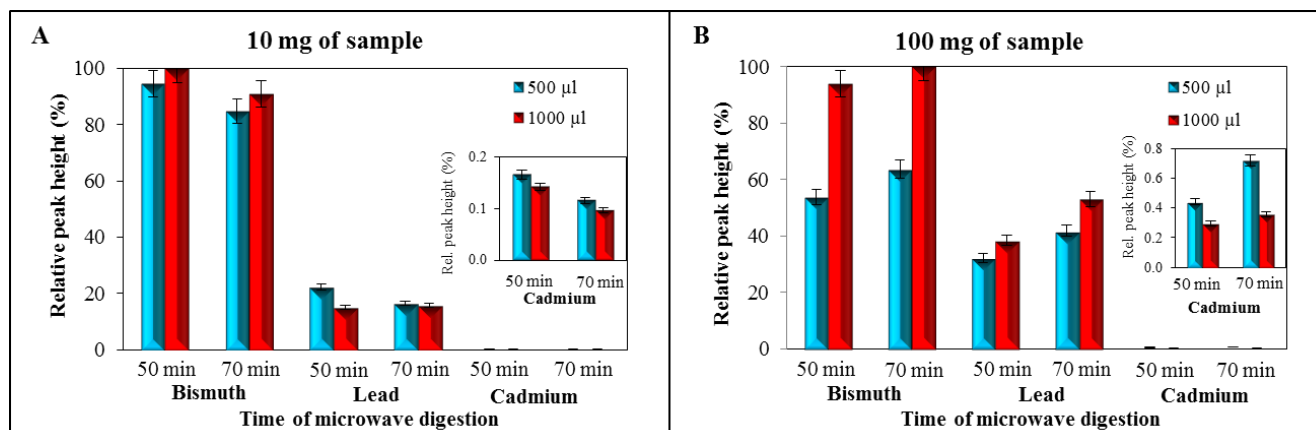 A
10 mg of sample
Relative peak height (%)
100
80
60
40
20
0
500 µl
1000 µl
Rel. peak height (%)
0.2
0.1
0.0
50 min 70 min
Cadmium
50 min 70 min 50 min 70 min 50 min 70 min
Bismuth Lead Cadmium
Time of microwave digestion
B
100 mg of sample
Relative peak height (%)
100
80
60
40
20
0
500 µl
1000 µl
Rel. peak height (%)
0.8
0.6
0.4
0.2
0.0
50 min 70 min
Cadmium
50 min 70 min 50 min 70 min 50 min 70 min
Bismuth Lead Cadmium
Time of microwave digestion